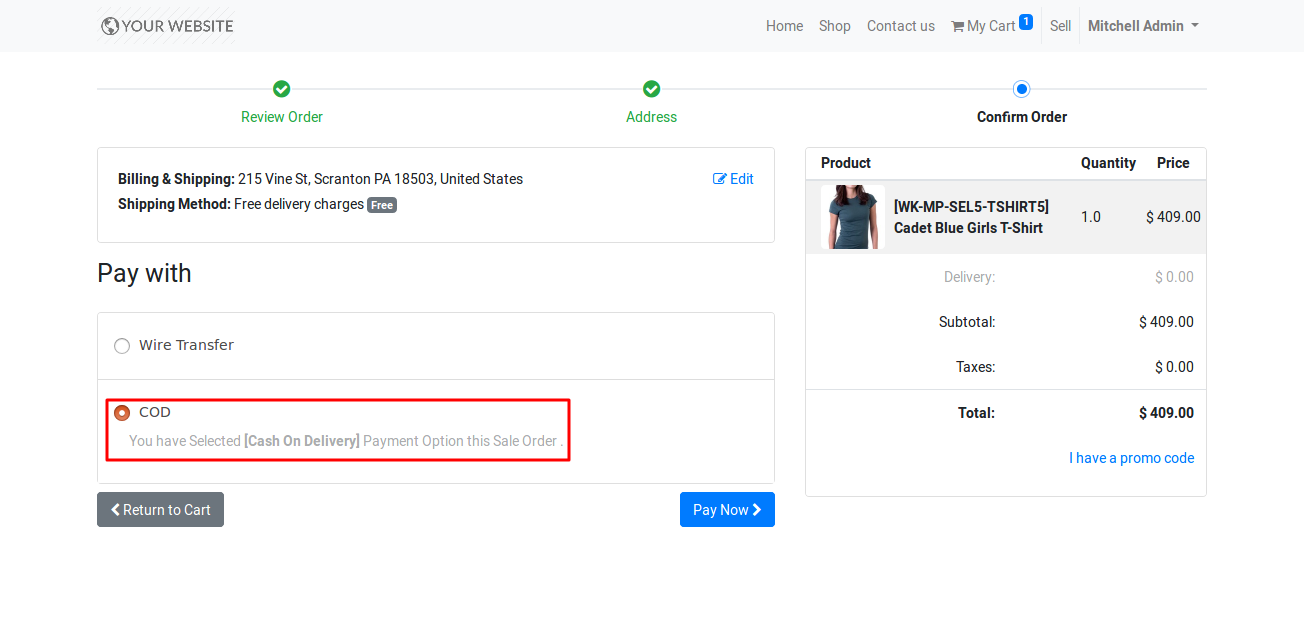 YOUR WEBSITE
Home Shop Contact us My Cart 1 Sell Mitchell Admin
Review Order Address Confirm Order
Billing & Shipping: 215 Vine St, Scranton PA 18503, United States Edit
Shipping Method: Free delivery charges Free
Pay with
Wire Transfer
COD
You have Selected [Cash On Delivery] Payment Option this Sale Order .
Return to Cart Pay Now
Product Quantity Price
[WK-MP-SEL5-TSHIRT5]
Cadet Blue Girls T-Shirt 1.0 $ 409.00
Delivery: $ 0.00
Subtotal: $ 409.00
Taxes: $ 0.00
Total: $ 409.00
I have a promo code